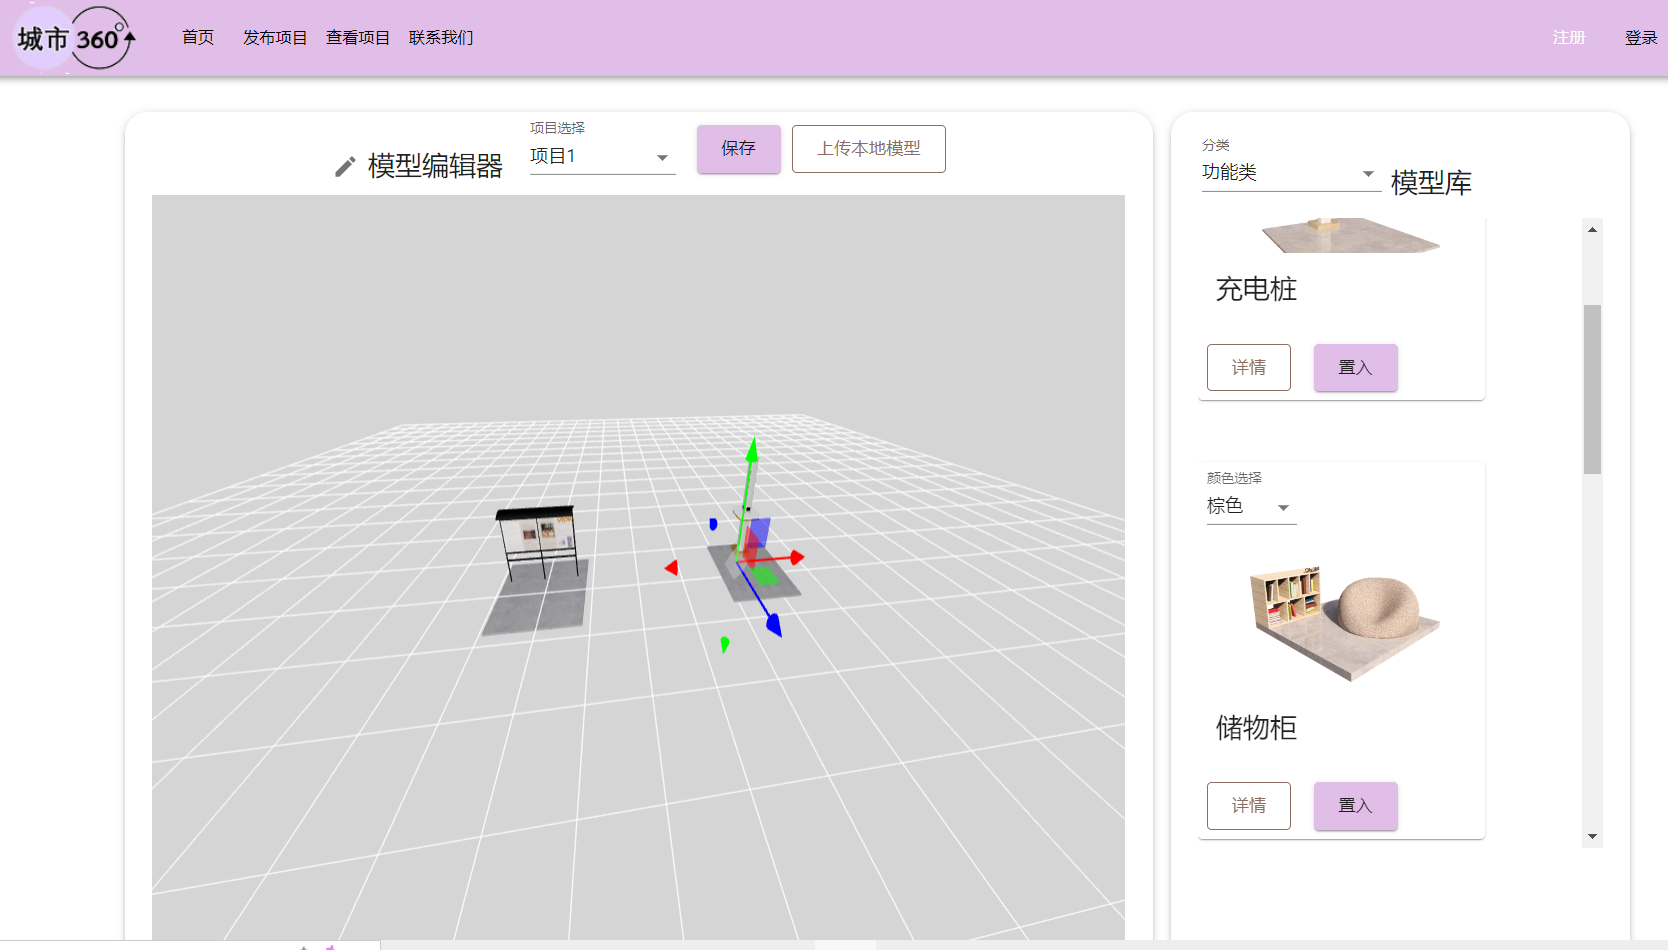 城市360°
首页
发布项目
查看项目
联系我们
注册
登录
模型编辑器
项目选择
项目1
保存
上传本地模型
分类
功能类
模型库
充电桩
详情
置入
颜色选择
棕色
储物柜
详情
置入